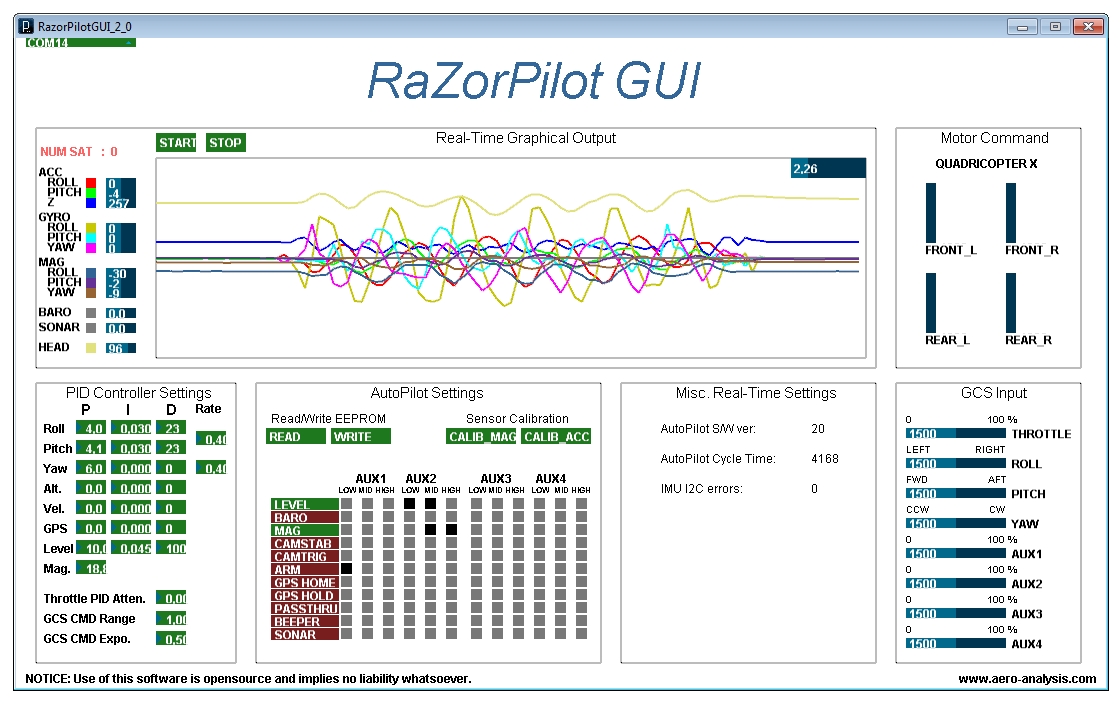 RazorPilotGUI_2_0
COM14
RaZorPilot GUI
START STOP Real-Time Graphical Output
NUM SAT : 0
2,26
ACC
ROLL 0
PITCH -4
Z 257
GYRO
ROLL 0
PITCH 0
YAW 0
MAG
ROLL -30
PITCH -2
YAW -9
BARO 0.0
SONAR 0.0
HEAD 96
Motor Command
QUADRICOPTER X
FRONT_L FRONT_R
REAR_L REAR_R
PID Controller Settings
P I D Rate
Roll 4,0 0,030 23 0,40
Pitch 4,1 0,030 23
Yaw 6,0 0,000 0 0,40
Alt. 0,0 0,000 0
Vel. 0,0 0,000 0
GPS 0,0 0,000 0
Level 10,0 0,045 100
Mag. 18,8
Throttle PID Atten. 0,00
GCS CMD Range 1,00
GCS CMD Expo. 0,50
AutoPilot Settings
Read/Write EEPROM Sensor Calibration
READ WRITE CALIB_MAG CALIB_ACC
AUX1 AUX2 AUX3 AUX4
LOW MID HIGH LOW MID HIGH LOW MID HIGH LOW MID HIGH
LEVEL
BARO
MAG
CAMSTAB
CAMTRIG
ARM
GPS HOME
GPS HOLD
PASSTHRU
BEEPER
SONAR
Misc. Real-Time Settings
AutoPilot S/W ver: 20
AutoPilot Cycle Time: 4168
IMU I2C errors: 0
GCS Input
0 100 %
1500 THROTTLE
LEFT RIGHT
1500 ROLL
FWD AFT
1500 PITCH
CCW CW
1500 YAW
0 100 %
1500 AUX1
0 100 %
1500 AUX2
0 100 %
1500 AUX3
0 100 %
1500 AUX4
NOTICE: Use of this software is opensource and implies no liability whatsoever.
www.aero-analysis.com